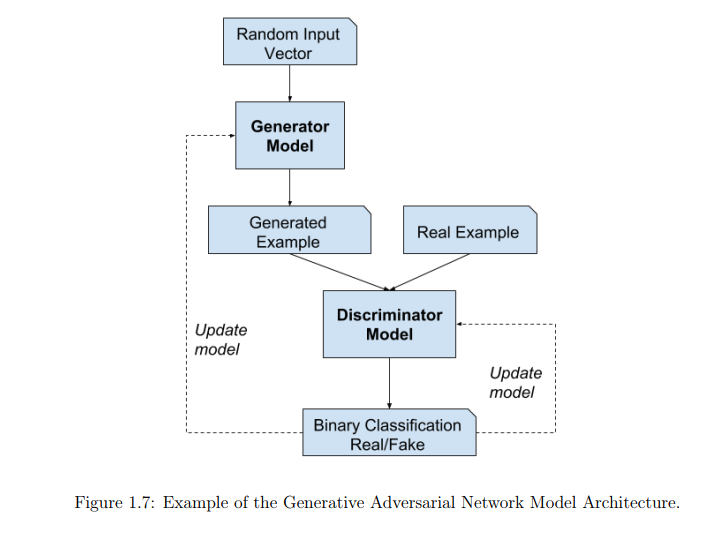 Random Input
Vector
Generator
Model
Generated
Example
Real Example
Discriminator
Model
Update
model
Update
model
Binary Classification
Real/Fake
Figure 1.7: Example of the Generative Adversarial Network Model Architecture.